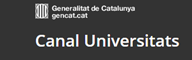 Generalitat de Catalunya
gencat.cat
Canal Universitats